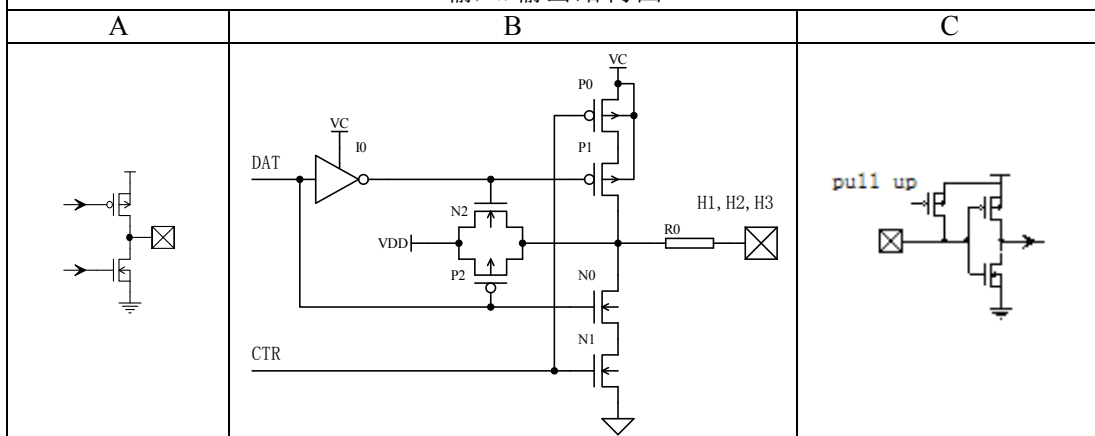 A
B
C
VC
P0
VC
P1
DAT
I0
pull up
H1,H2,H3
N2
R0
VDD
P2
N0
N1
CTR